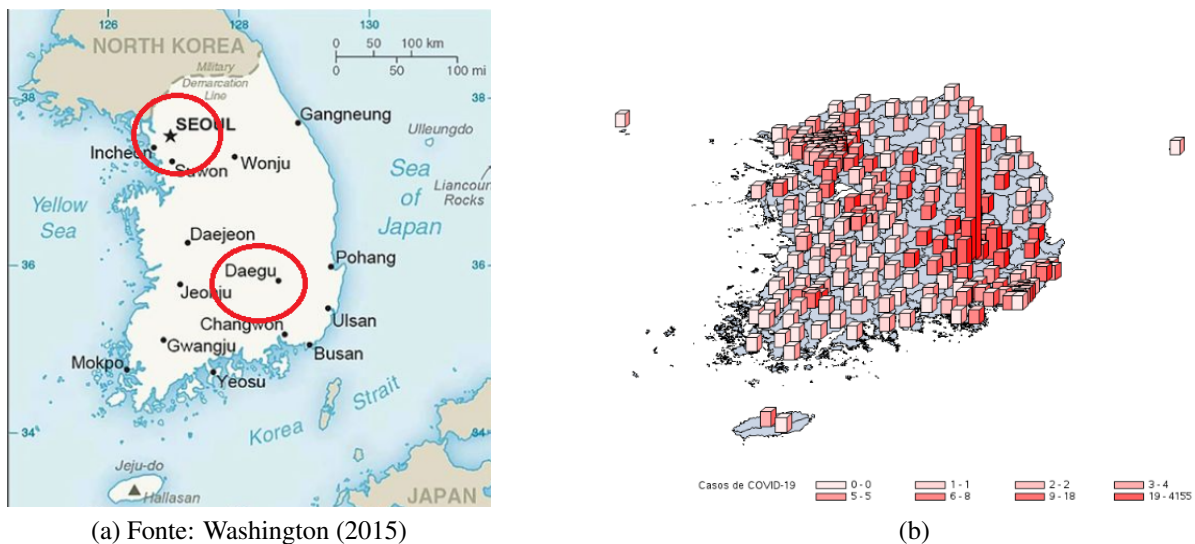 126
128
130
NORTH KOREA
0 50 100 km
0 50 100 mi
Military
Demarcation
Line
38
38
SEOUL
Gangneung
Ulleungdo
Incheon
Suwon
Wonju
Sea
of
Japan
Liancourt
Rocks
Yellow
Sea
Daejeon
36
36
Daegu
Pohang
Jeonju
Ulsan
Changwon
Gwangju
Busan
Mokpo
Yeosu
Korea Strait
34
34
Jeju-do
Hallasan
JAPAN
(a) Fonte: Washington (2015)
Casos de COVID-19
0 - 0
1 - 1
2 - 2
3 - 4
5 - 5
6 - 8
9 - 18
19 - 4155
(b)